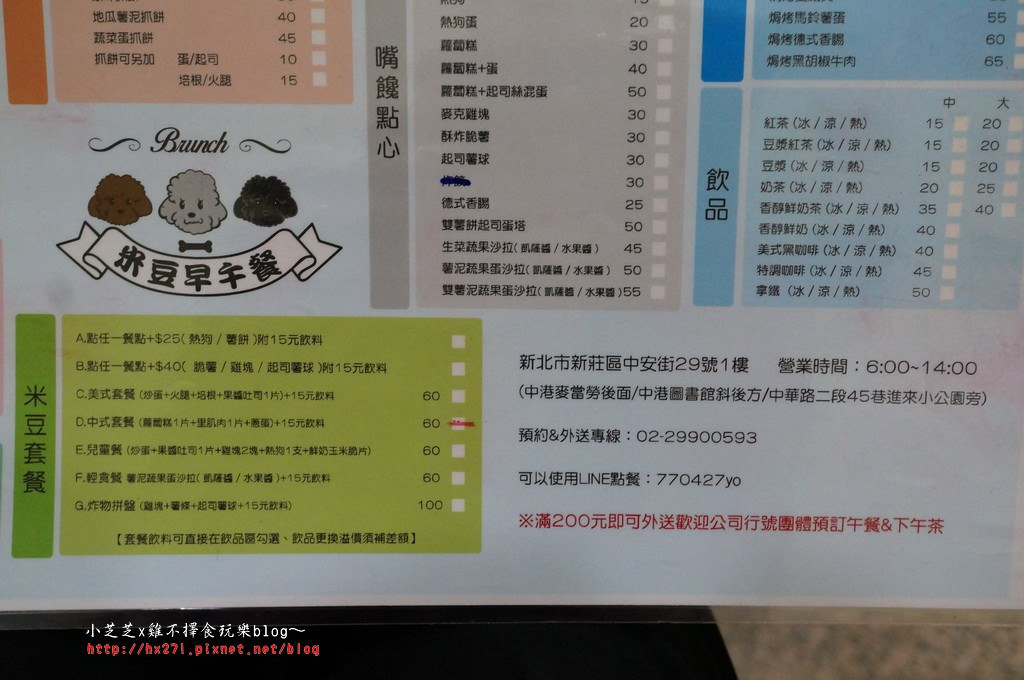 地瓜薯泥抓餅 40
蔬菜蛋抓餅 45
抓餅可另加 蛋/起司 10
培根/火腿 15
Brunch
米豆早午餐
嘴饞點心
熱狗 15
熱狗蛋 20
蘿蔔糕 30
蘿蔔糕+蛋 40
蘿蔔糕+起司絲混蛋 50
麥克雞塊 30
酥炸脆薯 30
起司薯球 30
30
德式香腸 25
雙薯餅起司蛋塔 50
生菜蔬果沙拉(凱薩醬/水果醬) 45
薯泥蔬果蛋沙拉(凱薩醬/水果醬) 50
雙薯泥蔬果蛋沙拉(凱薩醬/水果醬)55
焗烤馬鈴薯蛋 55
焗烤德式香腸 60
焗烤黑胡椒牛肉 65
飲品
中 大
紅茶(冰/涼/熱) 15 20
豆漿紅茶(冰/涼/熱) 15 20
豆漿(冰/涼/熱) 15 20
奶茶(冰/涼/熱) 20 25
香醇鮮奶茶(冰/涼/熱) 35 40
香醇鮮奶(冰/涼/熱) 40
美式黑咖啡(冰/涼/熱) 40
特調咖啡(冰/涼/熱) 45
拿鐵(冰/涼/熱) 50
米豆套餐
A.點任一餐點+$25(熱狗/薯餅)附15元飲料
B.點任一餐點+$40(脆薯/雞塊/起司薯球)附15元飲料
C.美式套餐(炒蛋+火腿+培根+果醬吐司1片)+15元飲料 60
D.中式套餐(蘿蔔糕1片+里肌肉1片+蔥蛋)+15元飲料 60
E.兒童餐(炒蛋+果醬吐司1片+雞塊2塊+熱狗1支+鮮奶玉米脆片) 60
F.輕食餐 薯泥蔬果蛋沙拉(凱薩醬/水果醬)+15元飲料 60
G.炸物拼盤(雞塊+薯條+起司薯球+15元飲料) 100
【套餐飲料可直接在飲品區勾選、飲品更換溢價須補差額】
新北市新莊區中安街29號1樓 營業時間:6:00~14:00
(中港麥當勞後面/中港圖書館斜後方/中華路二段45巷進來小公園旁)
預約&外送專線:02-29900593
可以使用LINE點餐:770427yo
※滿200元即可外送歡迎公司行號團體預訂午餐&下午茶
小芝芝x雞不擇食玩樂blog~
http://hx271.pixnet.net/blog